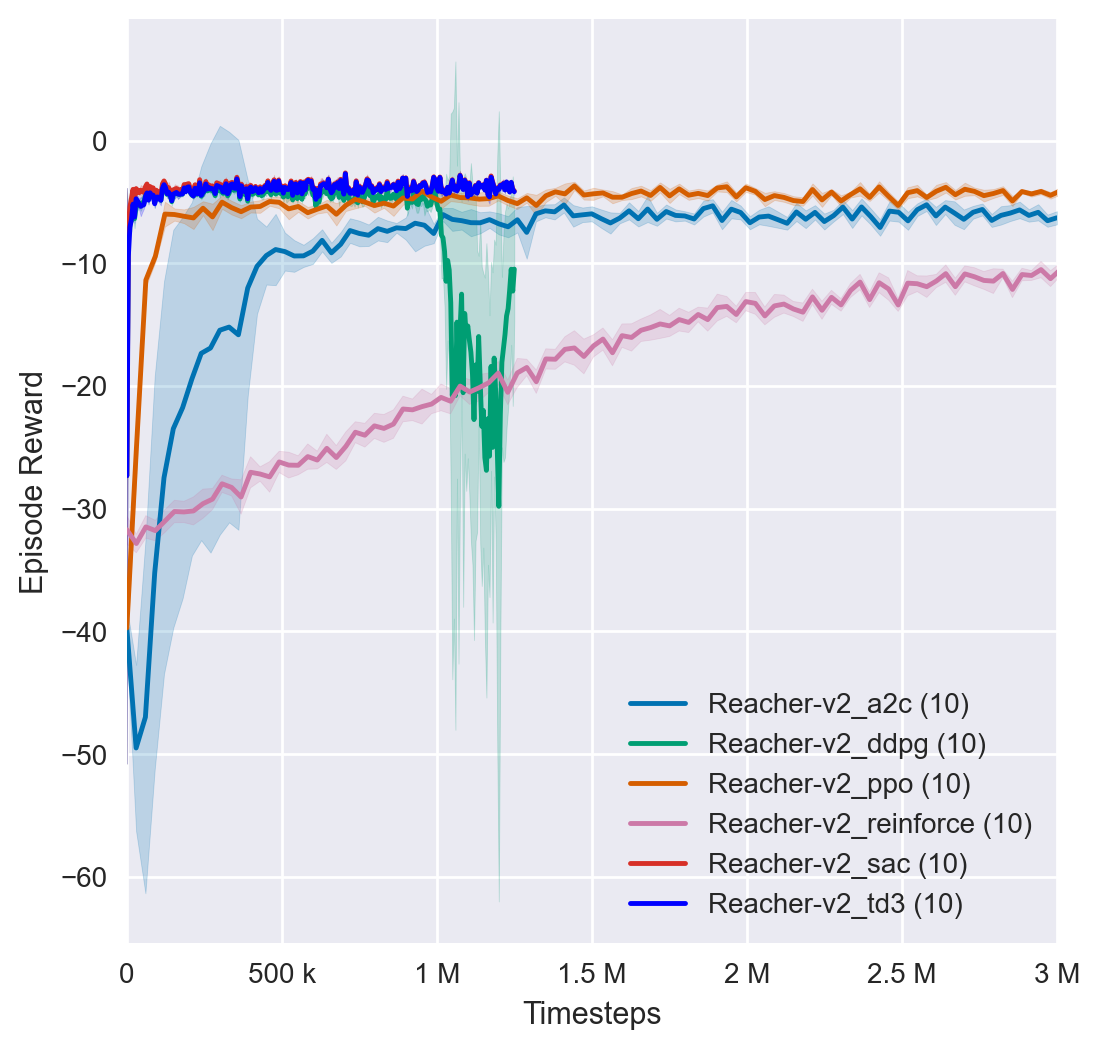 Episode Reward
0
−10
−20
−30
−40
−50
−60
Reacher-v2_a2c (10)
Reacher-v2_ddpg (10)
Reacher-v2_ppo (10)
Reacher-v2_reinforce (10)
Reacher-v2_sac (10)
Reacher-v2_td3 (10)
0 500 k 1 M 1.5 M 2 M 2.5 M 3 M
Timesteps